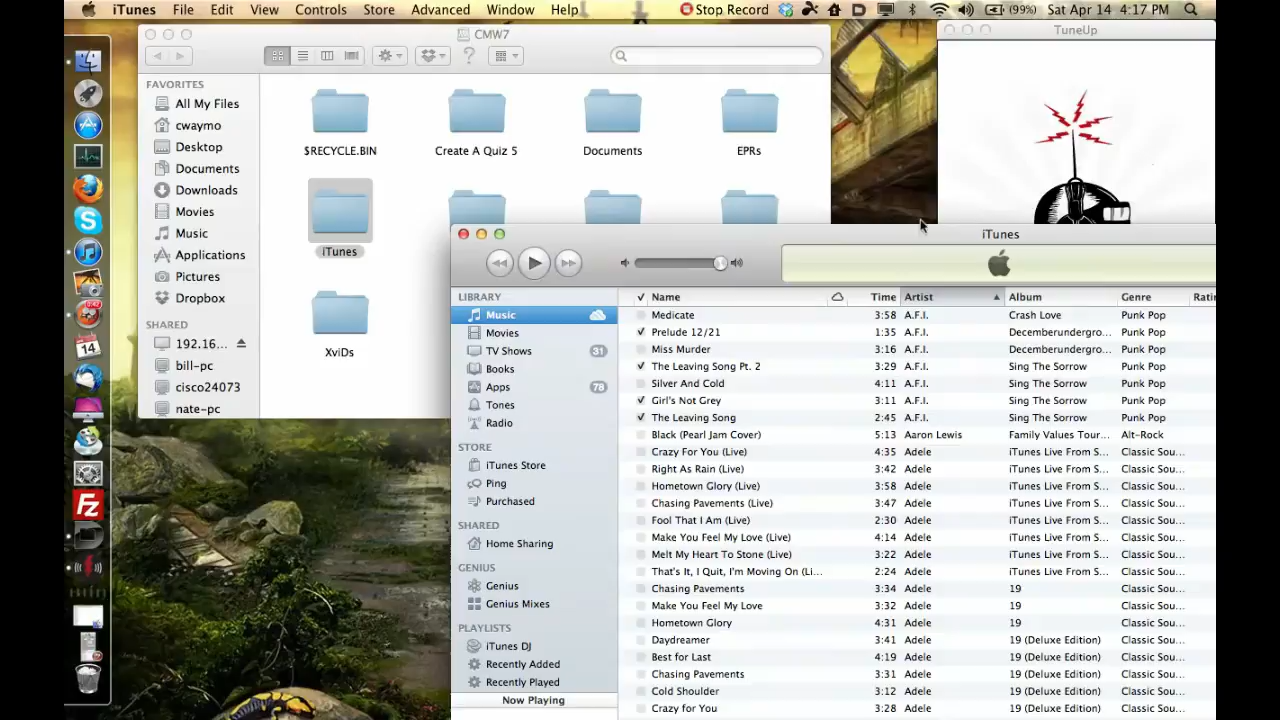 iTunes File Edit View Controls Store Advanced Window Help Stop Record (99%) Sat Apr 14 4:17 PM
CMW7
FAVORITES
All My Files
cwaymo
Desktop
Documents
Downloads
Movies
Music
Applications
Pictures
Dropbox
SHARED
192.16...
bill-pc
cisco24073
nate-pc
$RECYCLE.BIN Create A Quiz 5 Documents EPRs
iTunes
XviDs
TuneUp
iTunes
LIBRARY
Music
Movies
TV Shows 31
Books
Apps 78
Tones
Radio
STORE
iTunes Store
Ping
Purchased
SHARED
Home Sharing
GENIUS
Genius
Genius Mixes
PLAYLISTS
iTunes DJ
Recently Added
Recently Played
Now Playing
Name Time Artist Album Genre Ratin
Medicate 3:58 A.F.I. Crash Love Punk Pop
Prelude 12/21 1:35 A.F.I. Decemberundergro... Punk Pop
Miss Murder 3:16 A.F.I. Decemberundergro... Punk Pop
The Leaving Song Pt. 2 3:29 A.F.I. Sing The Sorrow Punk Pop
Silver And Cold 4:11 A.F.I. Sing The Sorrow Punk Pop
Girl's Not Grey 3:11 A.F.I. Sing The Sorrow Punk Pop
The Leaving Song 2:45 A.F.I. Sing The Sorrow Punk Pop
Black (Pearl Jam Cover) 5:13 Aaron Lewis Family Values Tour... Alt-Rock
Crazy For You (Live) 4:35 Adele iTunes Live From S... Classic Sou...
Right As Rain (Live) 3:42 Adele iTunes Live From S... Classic Sou...
Hometown Glory (Live) 3:58 Adele iTunes Live From S... Classic Sou...
Chasing Pavements (Live) 3:47 Adele iTunes Live From S... Classic Sou...
Fool That I Am (Live) 2:30 Adele iTunes Live From S... Classic Sou...
Make You Feel My Love (Live) 4:14 Adele iTunes Live From S... Classic Sou...
Melt My Heart To Stone (Live) 3:22 Adele iTunes Live From S... Classic Sou...
That's It, I Quit, I'm Moving On (Li... 2:24 Adele iTunes Live From S... Classic Sou...
Chasing Pavements 3:34 Adele 19 Classic Sou...
Make You Feel My Love 3:32 Adele 19 Classic Sou...
Hometown Glory 4:31 Adele 19 Classic Sou...
Daydreamer 3:41 Adele 19 (Deluxe Edition) Classic Sou...
Best for Last 4:19 Adele 19 (Deluxe Edition) Classic Sou...
Chasing Pavements 3:31 Adele 19 (Deluxe Edition) Classic Sou...
Cold Shoulder 3:12 Adele 19 (Deluxe Edition) Classic Sou...
Crazy for You 3:28 Adele 19 (Deluxe Edition) Classic Sou...
14
Fz